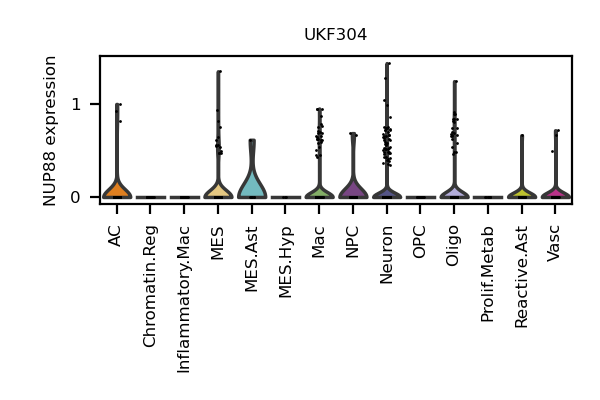 UKF304
NUP88 expression
1
0
AC
Chromatin.Reg
Inflammatory.Mac
MES
MES.Ast
MES.Hyp
Mac
NPC
Neuron
OPC
Oligo
Prolif.Metab
Reactive.Ast
Vasc